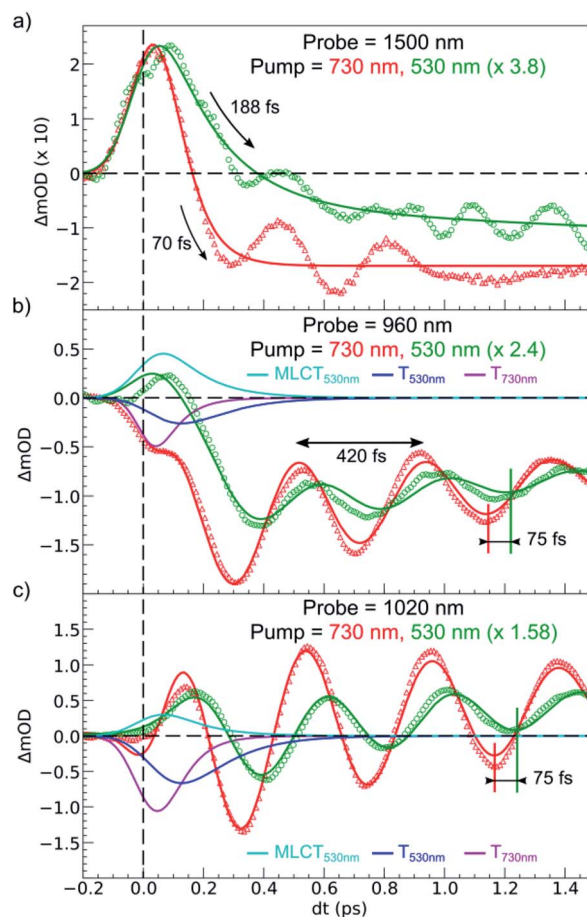 a)
Probe = 1500 nm
Pump = 730 nm, 530 nm (x 3.8)
188 fs
70 fs
ΔmOD (x 10)
2
1
0
−1
−2
b)
Probe = 960 nm
Pump = 730 nm, 530 nm (x 2.4)
MLCT530nm T530nm T730nm
420 fs
75 fs
ΔmOD
0.5
0.0
−0.5
−1.0
−1.5
c)
Probe = 1020 nm
Pump = 730 nm, 530 nm (x 1.58)
75 fs
MLCT530nm T530nm T730nm
ΔmOD
1.5
1.0
0.5
0.0
−0.5
−1.0
−1.5
−0.2 0.0 0.2 0.4 0.6 0.8 1.0 1.2 1.4
dt (ps)